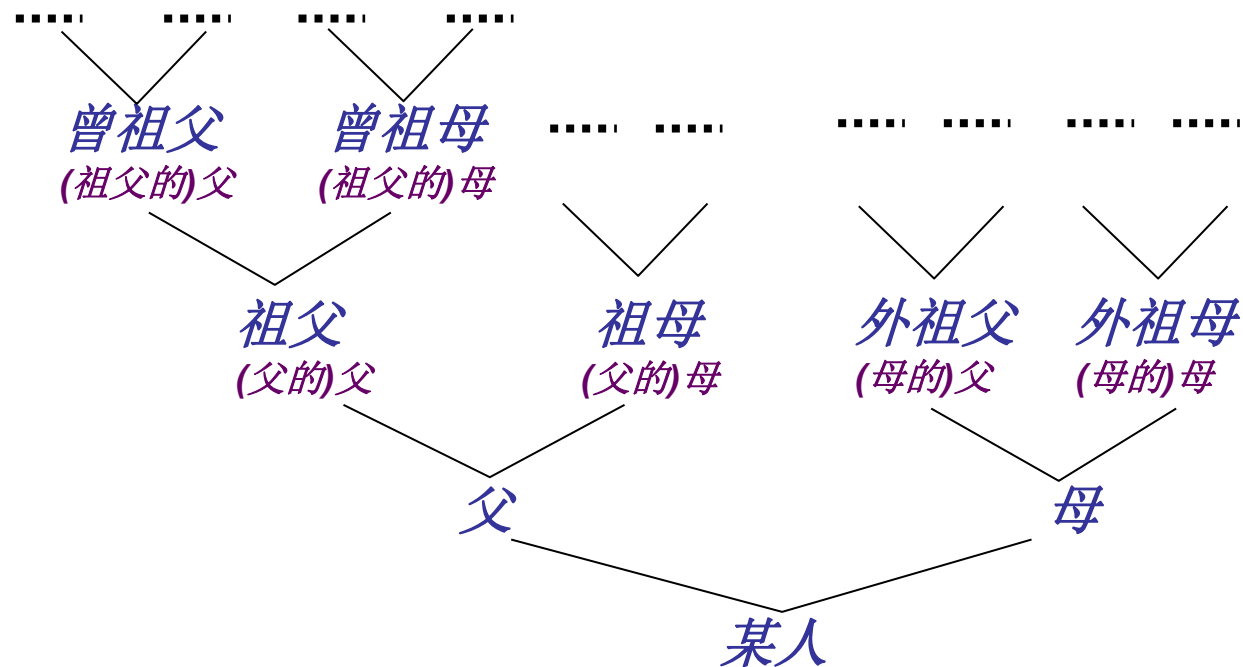 曾祖父 曾祖母
(祖父的)父 (祖父的)母
祖父 祖母 外祖父 外祖母
(父的)父 (父的)母 (母的)父 (母的)母
父 母
某人